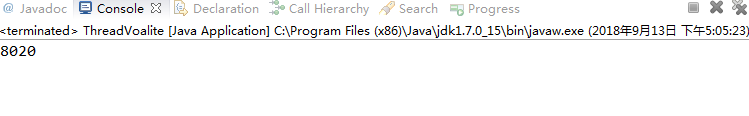 @ Javadoc Console Declaration Call Hierarchy Search Progress
<terminated> ThreadVoalite [Java Application] C:\Program Files (x86)\Java\jdk1.7.0_15\bin\javaw.exe (2018年9月13日 下午5:05:23)
8020